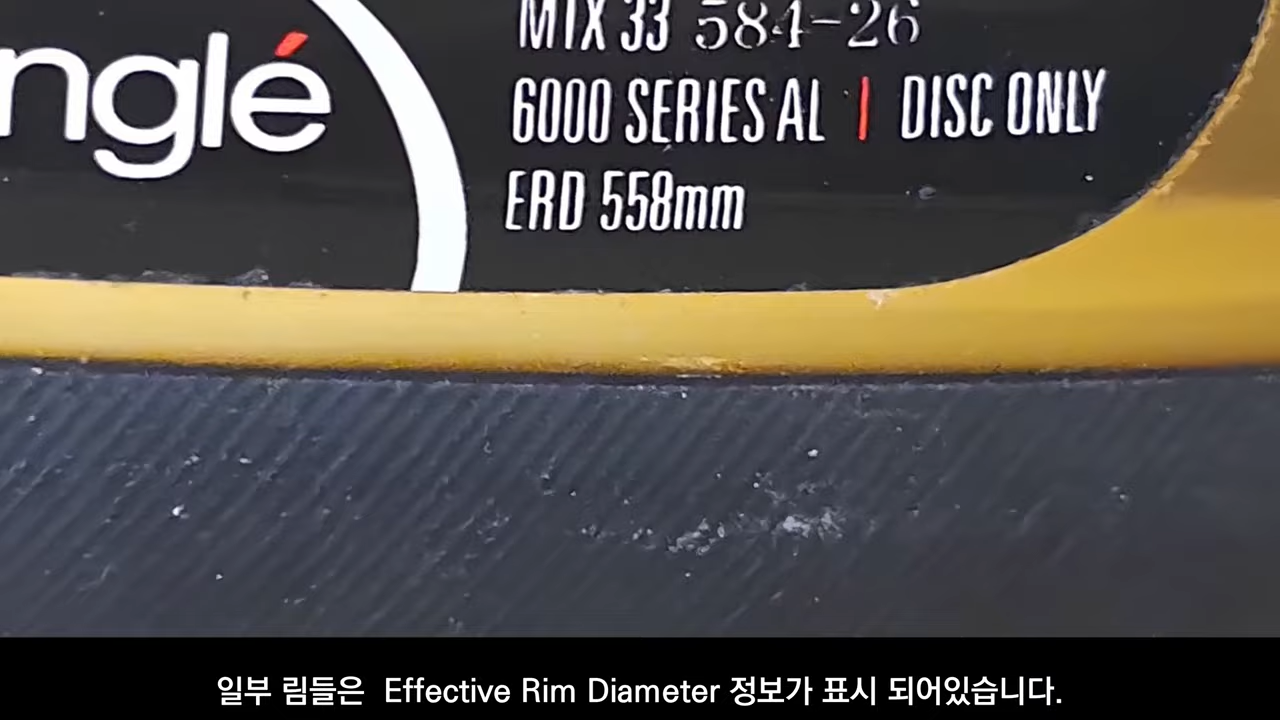 nglé
MTX 33 584-26
6000 SERIES AL | DISC ONLY
ERD 558mm
일부 림들은 Effective Rim Diameter 정보가 표시 되어있습니다.